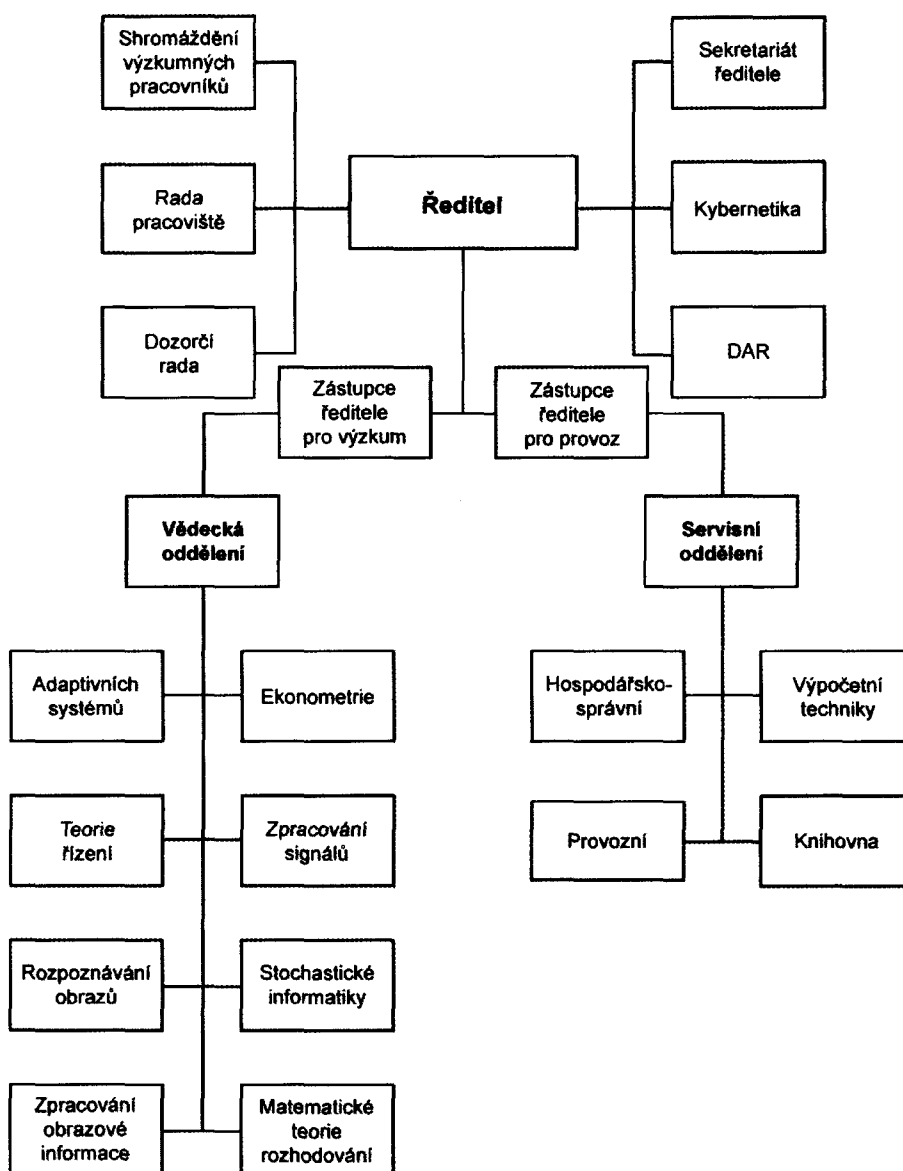 Shromáždění
výzkumných
pracovníků
Sekretariát
ředitele
Ředitel
Rada
pracoviště
Kybernetika
Dozorčí
rada
DAR
Zástupce
ředitele
pro výzkum
Zástupce
ředitele
pro provoz
Vědecká
oddělení
Servisní
oddělení
Adaptivních
systémů
Ekonometrie
Hospodářsko-
správní
Výpočetní
techniky
Teorie
řízení
Zpracování
signálů
Provozní
Knihovna
Rozpoznávání
obrazů
Stochastické
informatiky
Zpracování
obrazové
informace
Matematické
teorie
rozhodování